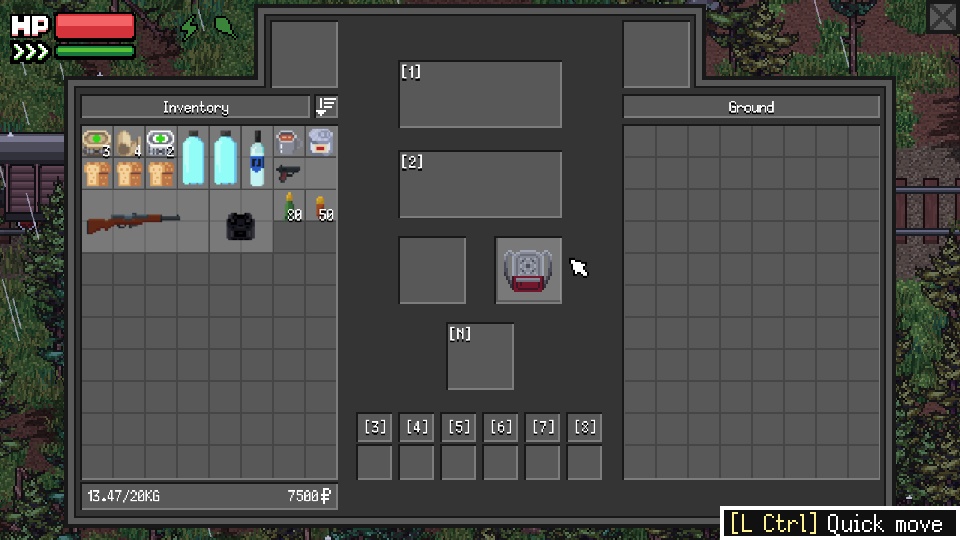 HP
[1]
Inventory
Ground
3
4
2
[2]
30
50
[N]
[3] [4] [5] [6] [7] [8]
13.47/20KG
7500₽
[L Ctrl] Quick move